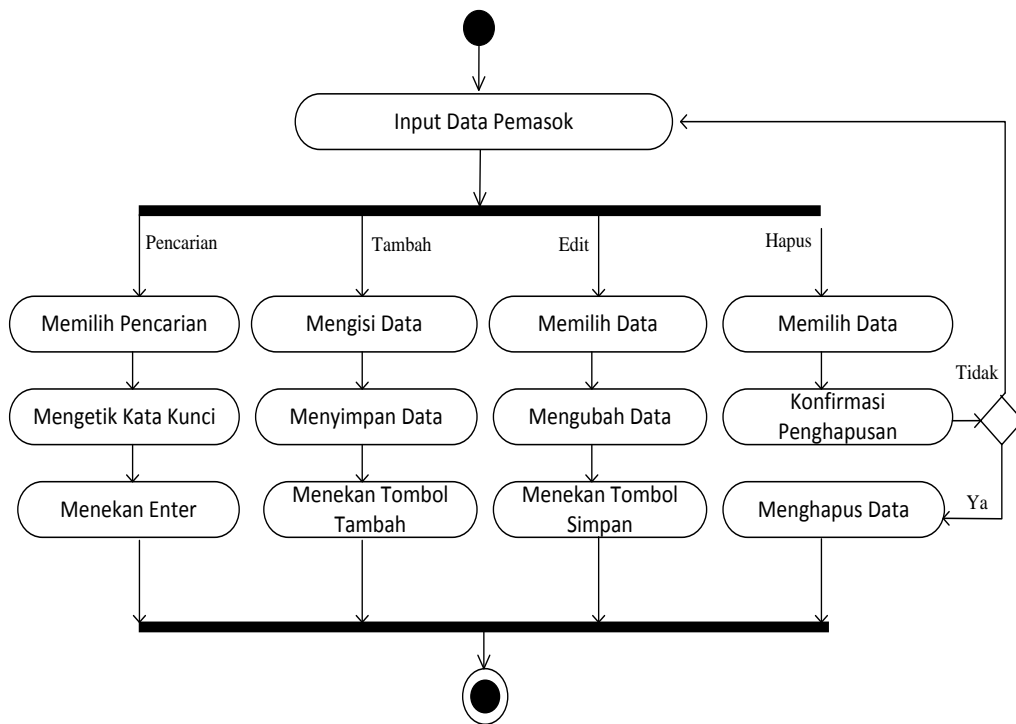 Input Data Pemasok
Pencarian
Tambah
Edit
Hapus
Memilih Pencarian
Mengisi Data
Memilih Data
Memilih Data
Tidak
Mengetik Kata Kunci
Menyimpan Data
Mengubah Data
Konfirmasi
Penghapusan
Menekan Enter
Menekan Tombol
Tambah
Menekan Tombol
Simpan
Menghapus Data
Ya